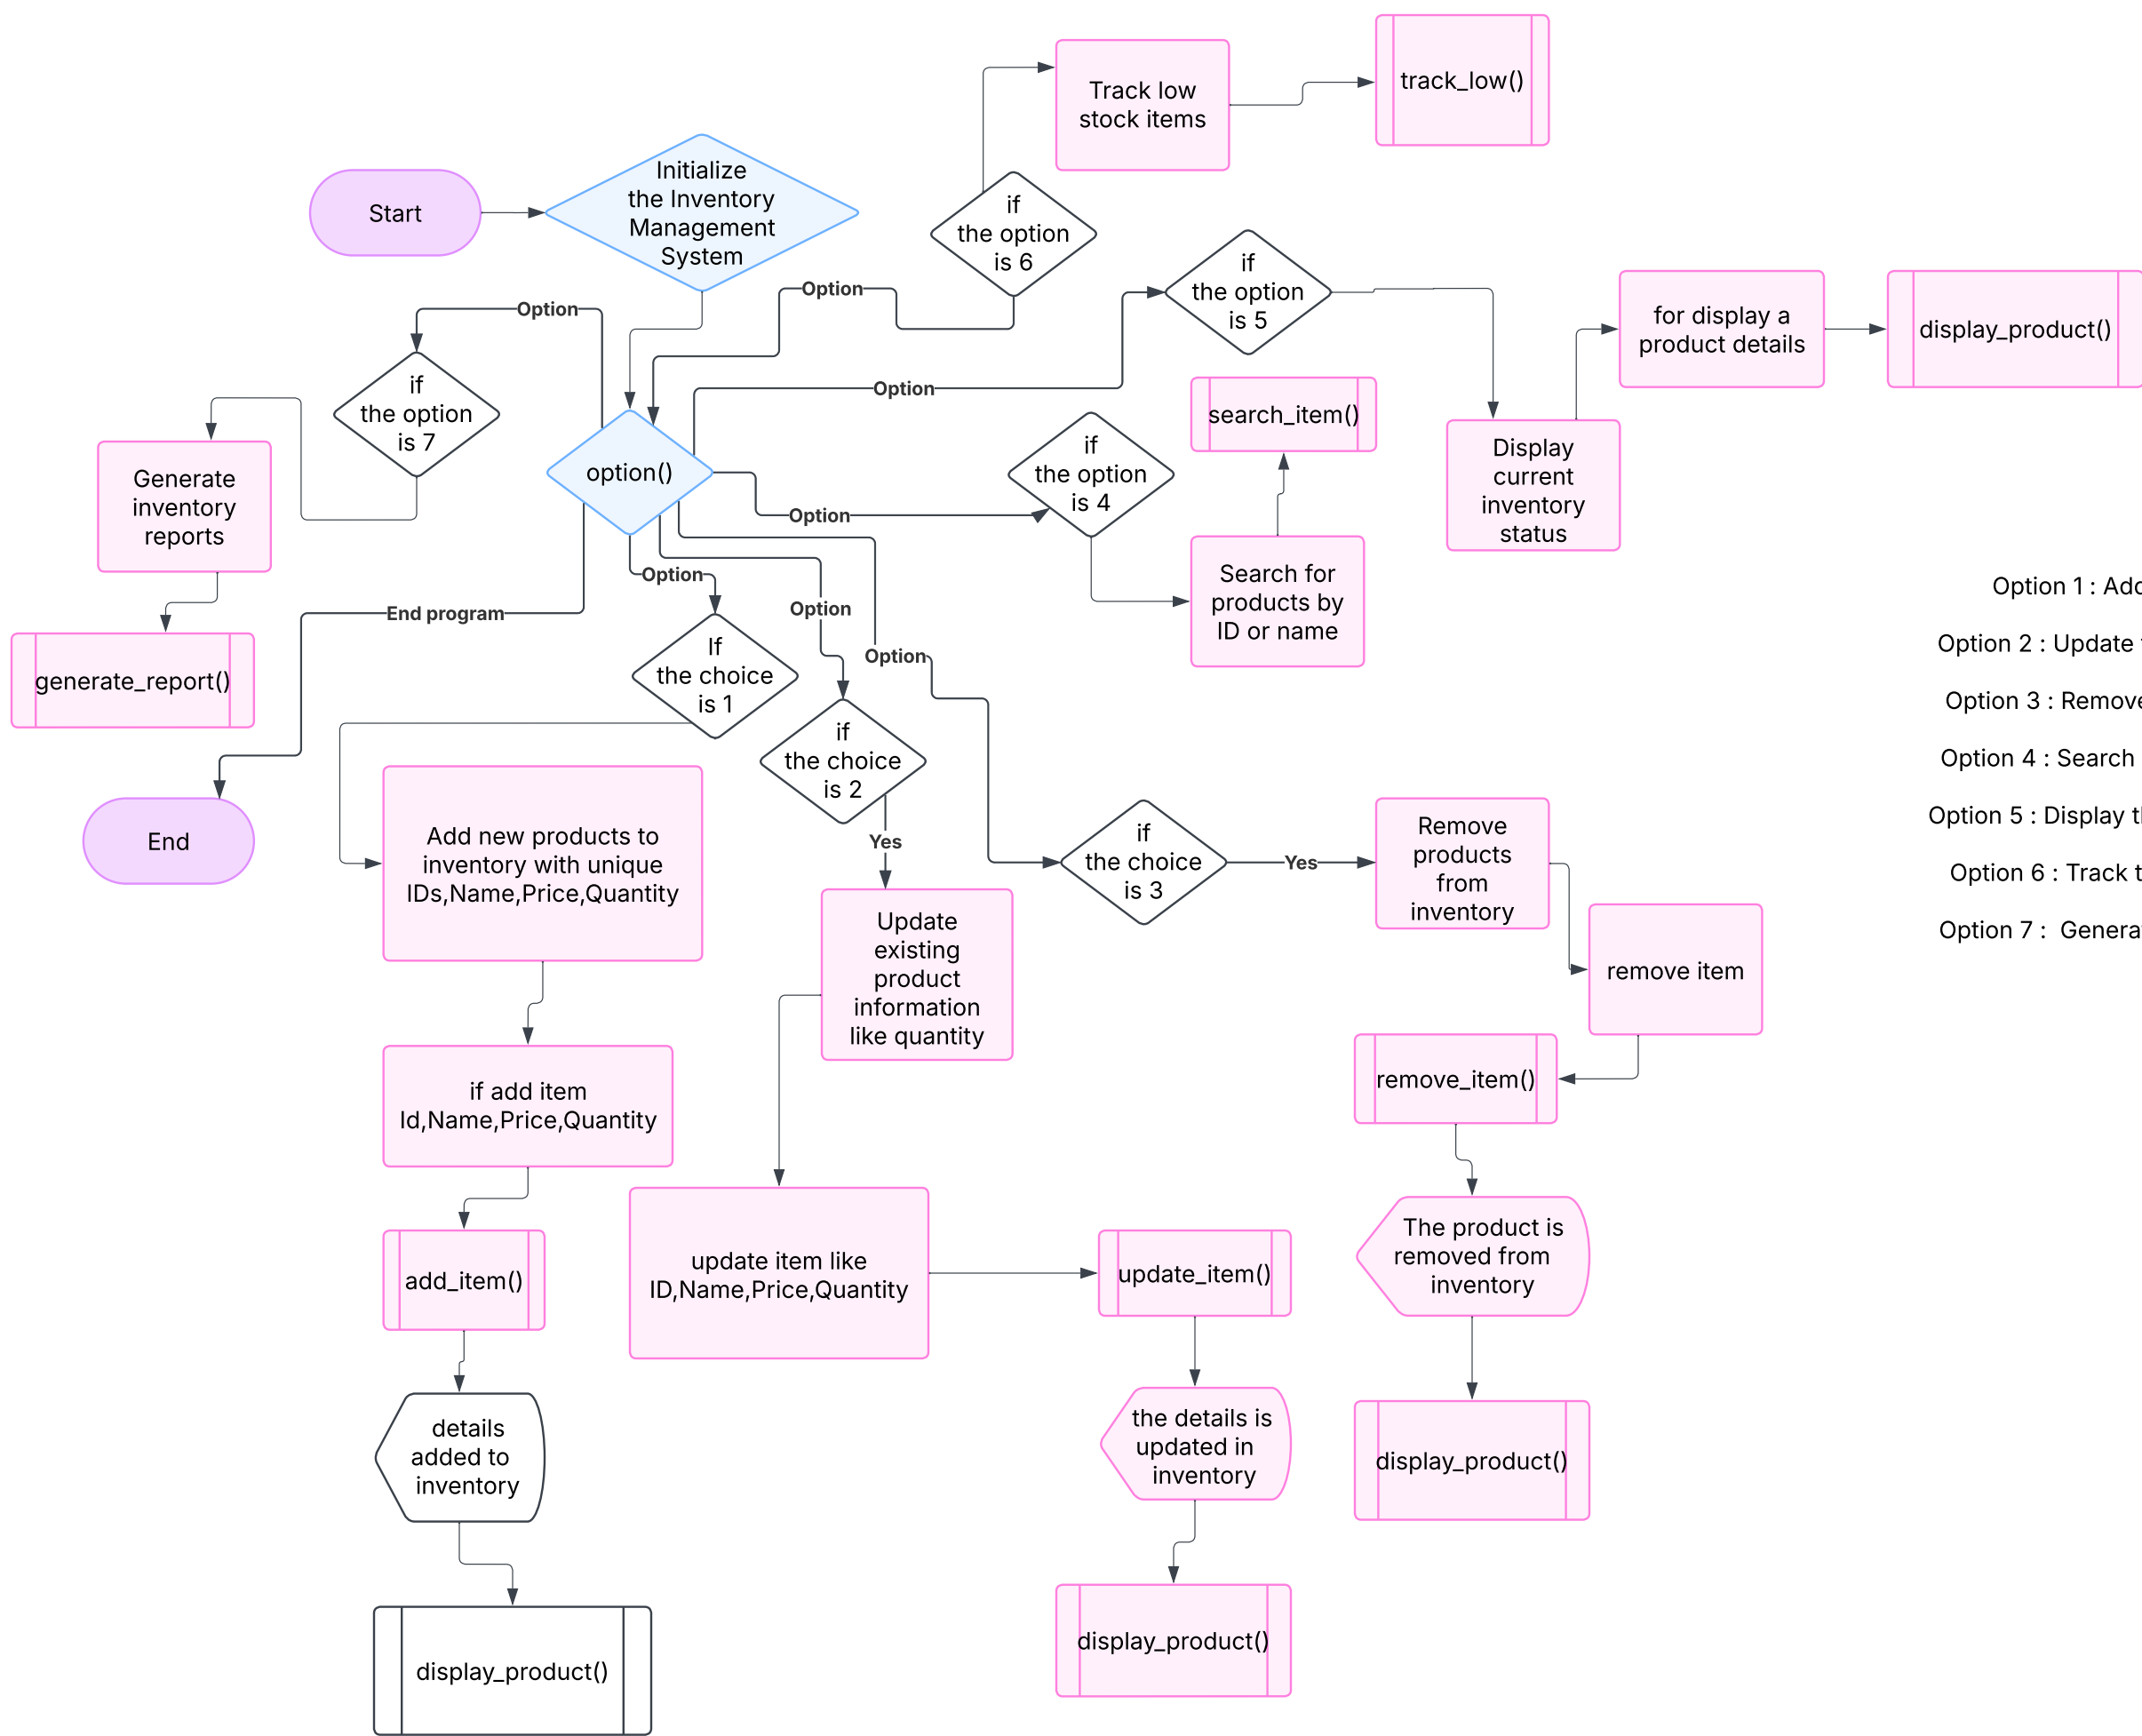 Track low
stock items
track_low()
Start
Initialize
the Inventory
Management
System
if
the option
is 6
Option
Option
if
the option
is 5
for display a
product details
display_product()
if
the option
is 7
Option
search_item()
option()
if
the option
is 4
Display
current
inventory
status
Generate
inventory
reports
Option
Option
Search for
products by
ID or name
Option 1 : Add
End program
Option
Option 2 : Update
If
the choice
is 1
Option
generate_report()
Option 3 : Remove
if
the choice
is 2
Option 4 : Search
Option 5 : Display
End
Yes
if
the choice
is 3
Yes
Remove
products
from
inventory
Add new products to
inventory with unique
IDs,Name,Price,Quantity
Option 6 : Track
Option 7 :
Update
existing
product
information
like quantity
remove item
if add item
Id,Name,Price,Quantity
remove_item()
add_item()
update item like
ID,Name,Price,Quantity
update_item()
The product is
removed from
inventory
details
added to
inventory
the details is
updated in
inventory
display_product()
display_product()
display_product()